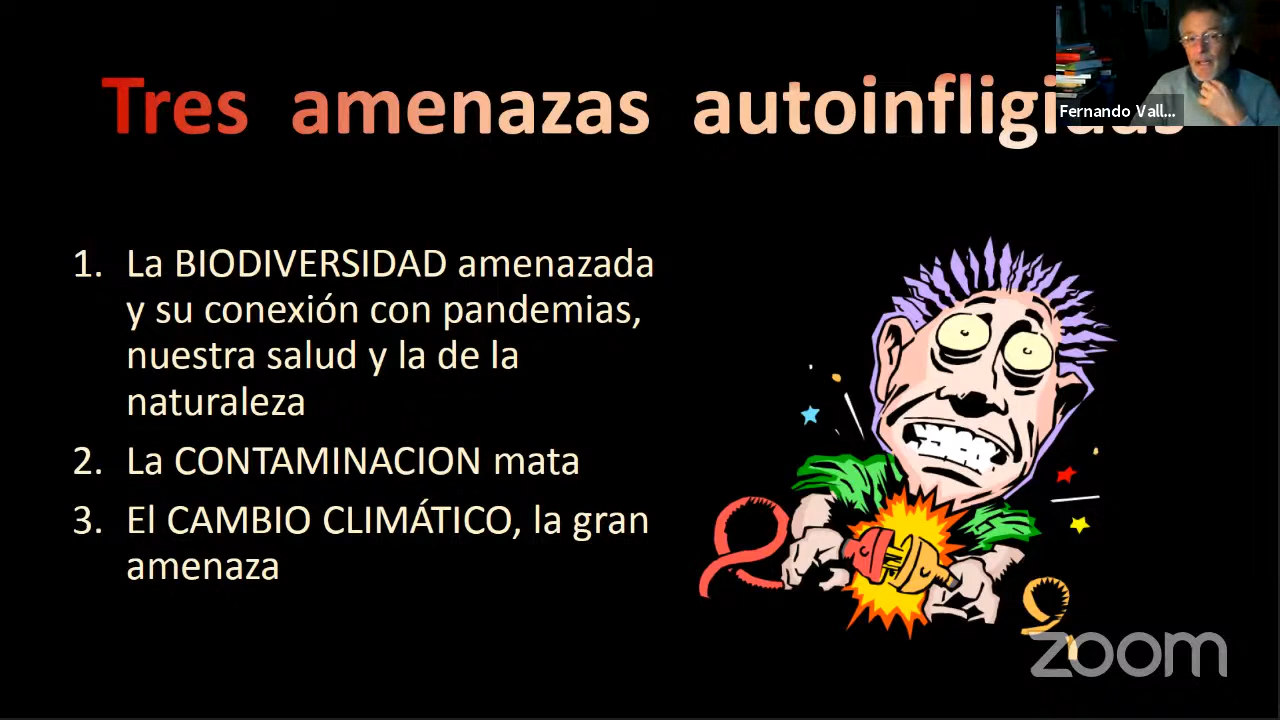 Tres amenazas
Fernando Vall...
1. La BIODIVERSIDAD amenazada
y su conexión con pandemias,
nuestra salud y la de la
naturaleza
2. La CONTAMINACION mata
3. El CAMBIO CLIMÁTICO, la gran
amenaza
zoom